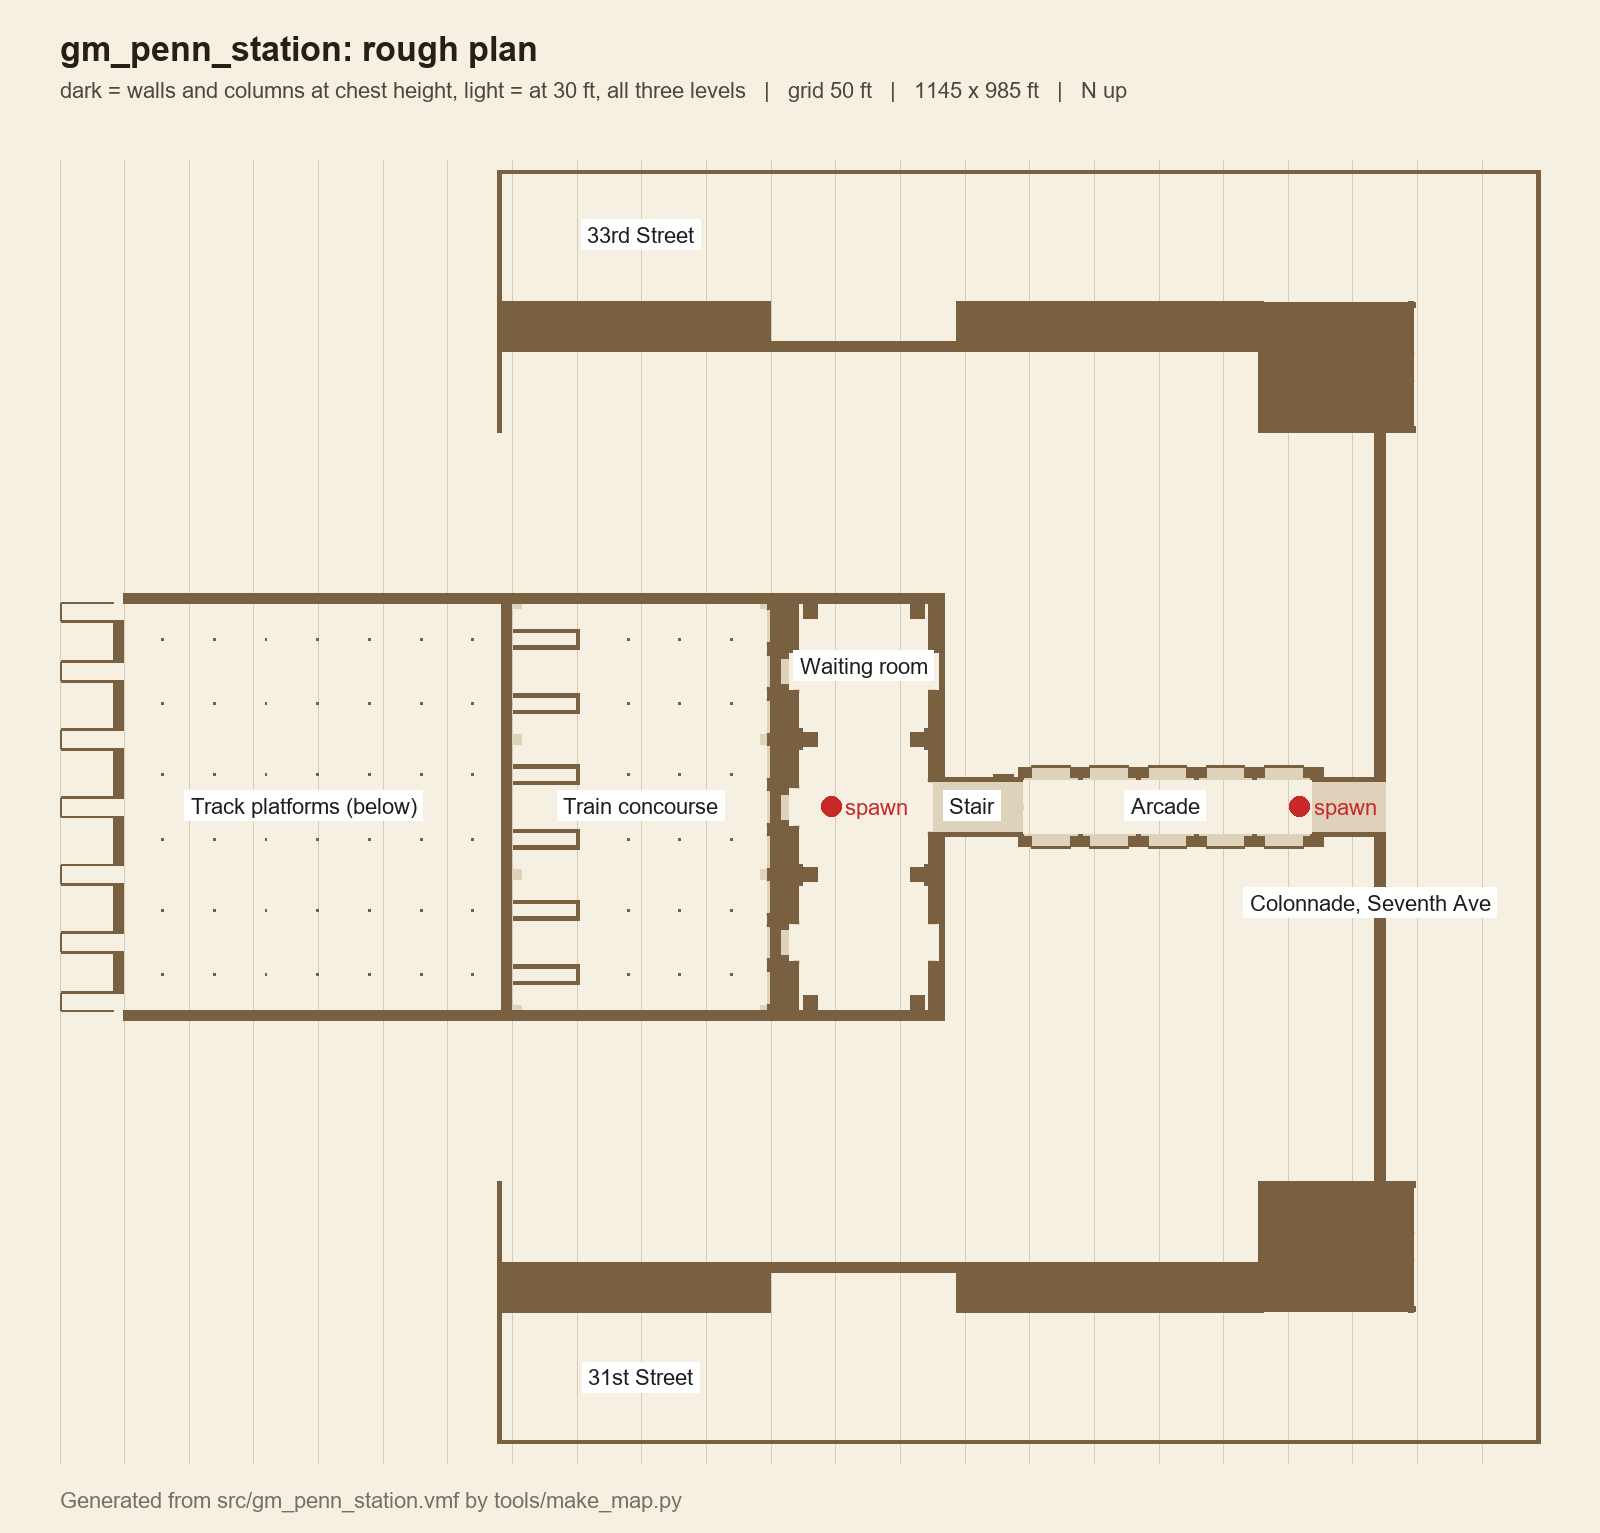 gm_penn_station: rough plan
dark = walls and columns at chest height, light = at 30 ft, all three levels | grid 50 ft | 1145 x 985 ft | N up
33rd Street
Waiting room
Track platforms (below)
Train concourse
spawn
Stair
Arcade
spawn
Colonnade, Seventh Ave
31st Street
Generated from src/gm_penn_station.vmf by tools/make_map.py